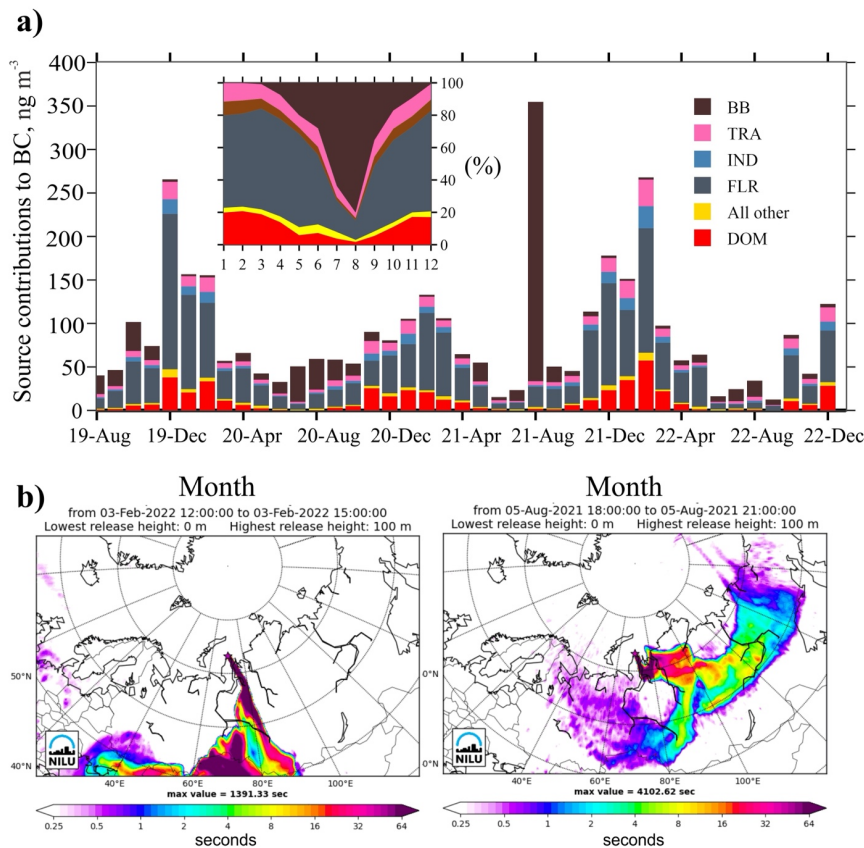 a)
Source contributions to BC, ng m⁻³
400
350
300
250
200
150
100
50
0
100
80
60
40
20
0
(%)
1 2 3 4 5 6 7 8 9 10 11 12
BB
TRA
IND
FLR
All other
DOM
19-Aug 19-Dec 20-Apr 20-Aug 20-Dec 21-Apr 21-Aug 21-Dec 22-Apr 22-Aug 22-Dec
Month Month
b)
from 03-Feb-2022 12:00:00 to 03-Feb-2022 15:00:00
Lowest release height: 0 m Highest release height: 100 m
50°N
40°N
NILU
40°E 60°E 80°E 100°E
max value = 1391.33 sec
0.25 0.5 1 2 4 8 16 32 64
seconds
from 05-Aug-2021 18:00:00 to 05-Aug-2021 21:00:00
Lowest release height: 0 m Highest release height: 100 m
0°N
0°N
NILU
40°E 60°E 80°E 100°E
max value = 4102.62 sec
0.25 0.5 1 2 4 8 16 32 64
seconds